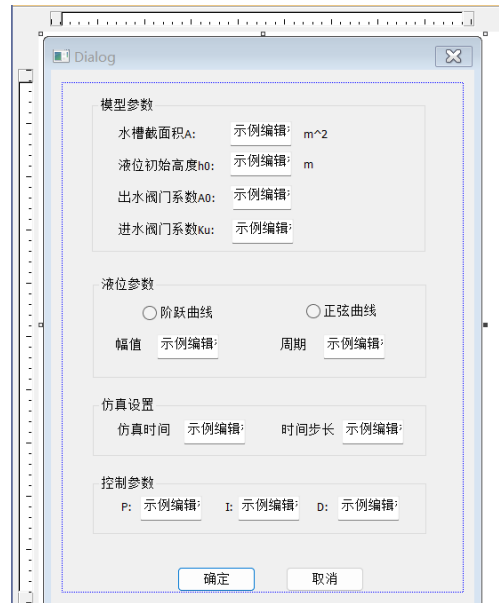 Dialog
模型参数
水槽截面积A: 示例编辑 m^2
液位初始高度h0: 示例编辑 m
出水阀门系数A0: 示例编辑
进水阀门系数Ku: 示例编辑
液位参数
阶跃曲线 正弦曲线
幅值 示例编辑 周期 示例编辑
仿真设置
仿真时间 示例编辑 时间步长 示例编辑
控制参数
P: 示例编辑 I: 示例编辑 D: 示例编辑
确定 取消